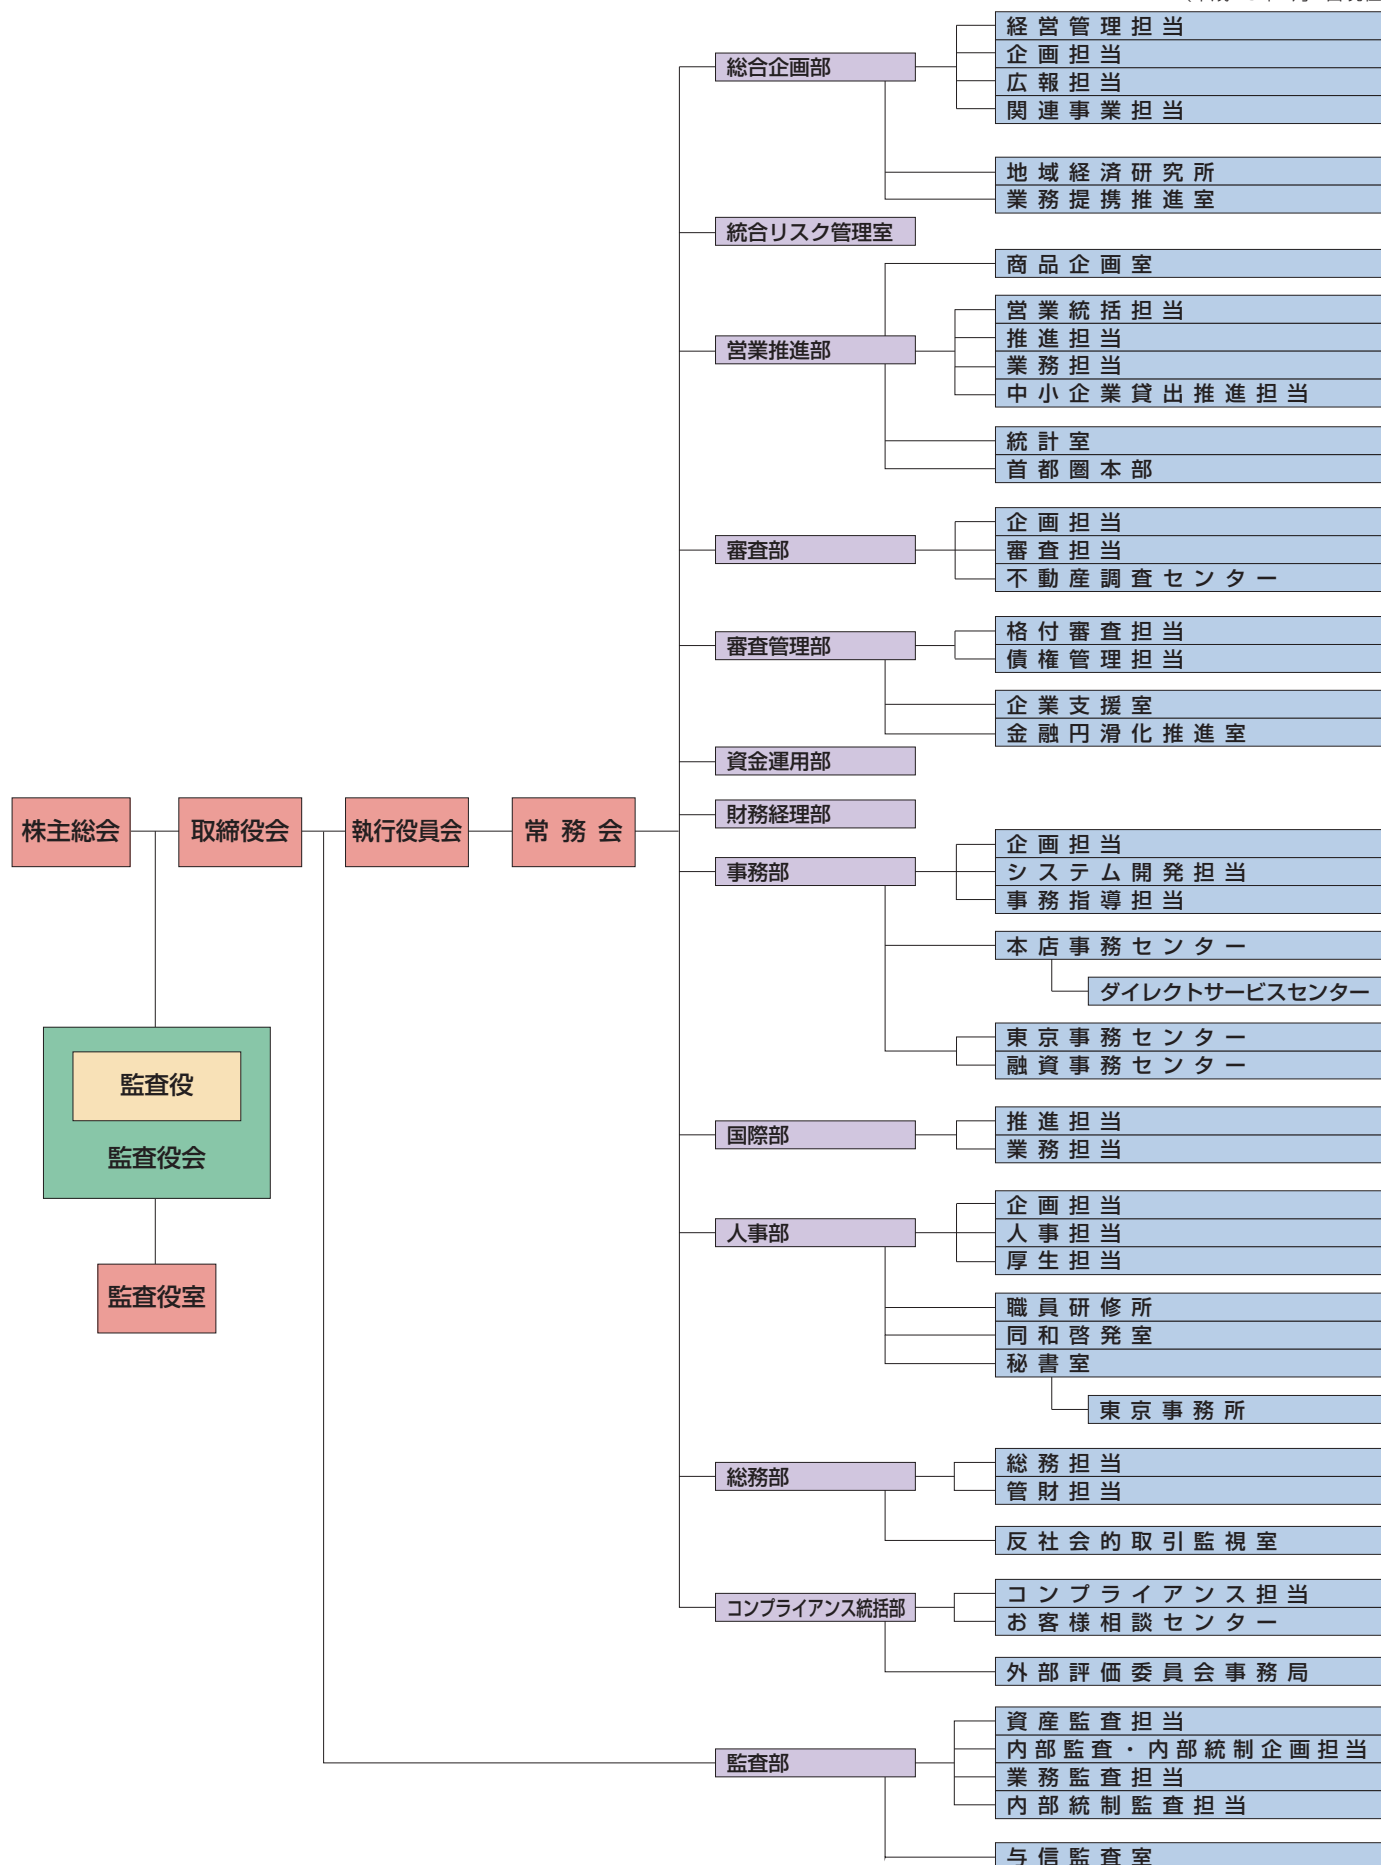 経営管理担当
総合企画部
企画担当
広報担当
関連事業担当
地域経済研究所
業務提携推進室
統合リスク管理室
商品企画室
営業推進部
営業統括担当
推進担当
業務担当
中小企業貸出推進担当
統計室
首都圏本部
審査部
企画担当
審査担当
不動産調査センター
審査管理部
格付審査担当
債権管理担当
企業支援室
金融円滑化推進室
資金運用部
財務経理部
株主総会
取締役会
執行役員会
常務会
事務部
企画担当
システム開発担当
事務指導担当
本店事務センター
ダイレクトサービスセンター
東京事務センター
融資事務センター
監査役
監査役会
監査役室
国際部
推進担当
業務担当
人事部
企画担当
人事担当
厚生担当
職員研修所
同和啓発室
秘書室
東京事務所
総務部
総務担当
管財担当
反社会的取引監視室
コンプライアンス統括部
コンプライアンス担当
お客様相談センター
外部評価委員会事務局
監査部
資産監査担当
内部監査・内部統制企画担当
業務監査担当
内部統制監査担当
与信監査室